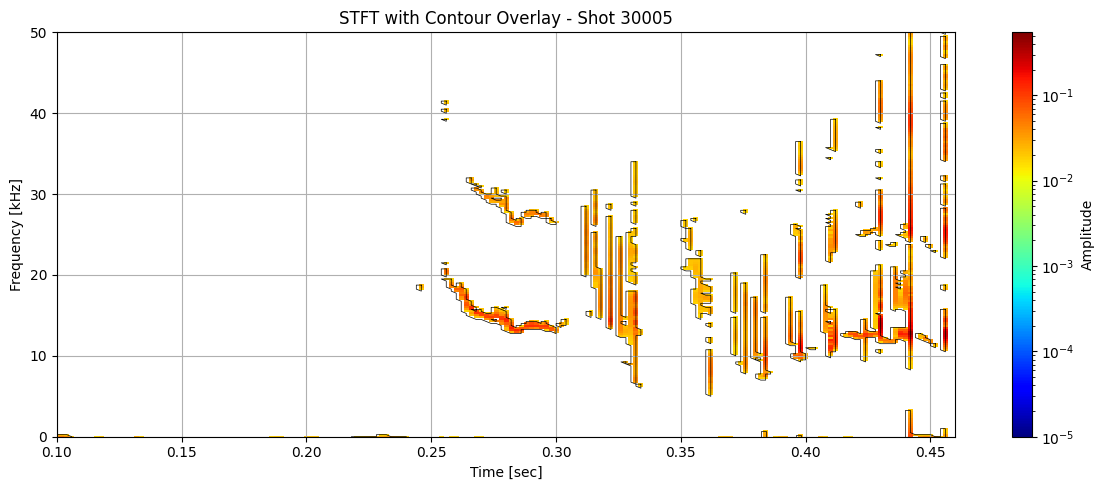 STFT with Contour Overlay - Shot 30005
50
40
30
20
10
0
Frequency [kHz]
0.10 0.15 0.20 0.25 0.30 0.35 0.40 0.45
Time [sec]
10^-1
10^-2
10^-3
10^-4
10^-5
Amplitude